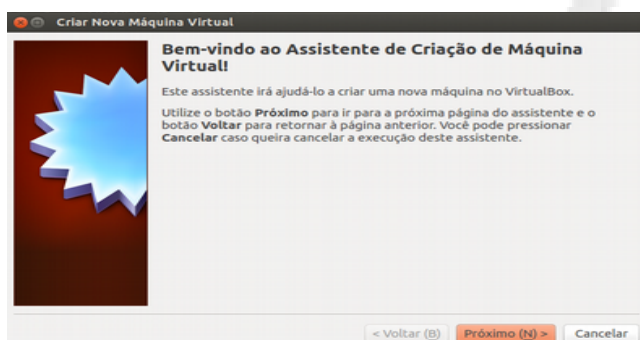 Criar Nova Máquina Virtual
Bem-vindo ao Assistente de Criação de Máquina
Virtual!
Este assistente irá ajudá-lo a criar uma nova máquina no VirtualBox.
Utilize o botão Próximo para ir para a próxima página do assistente e o
botão Voltar para retornar à página anterior. Você pode pressionar
Cancelar caso queira cancelar a execução deste assistente.
< Voltar (B) Próximo (N) > Cancelar